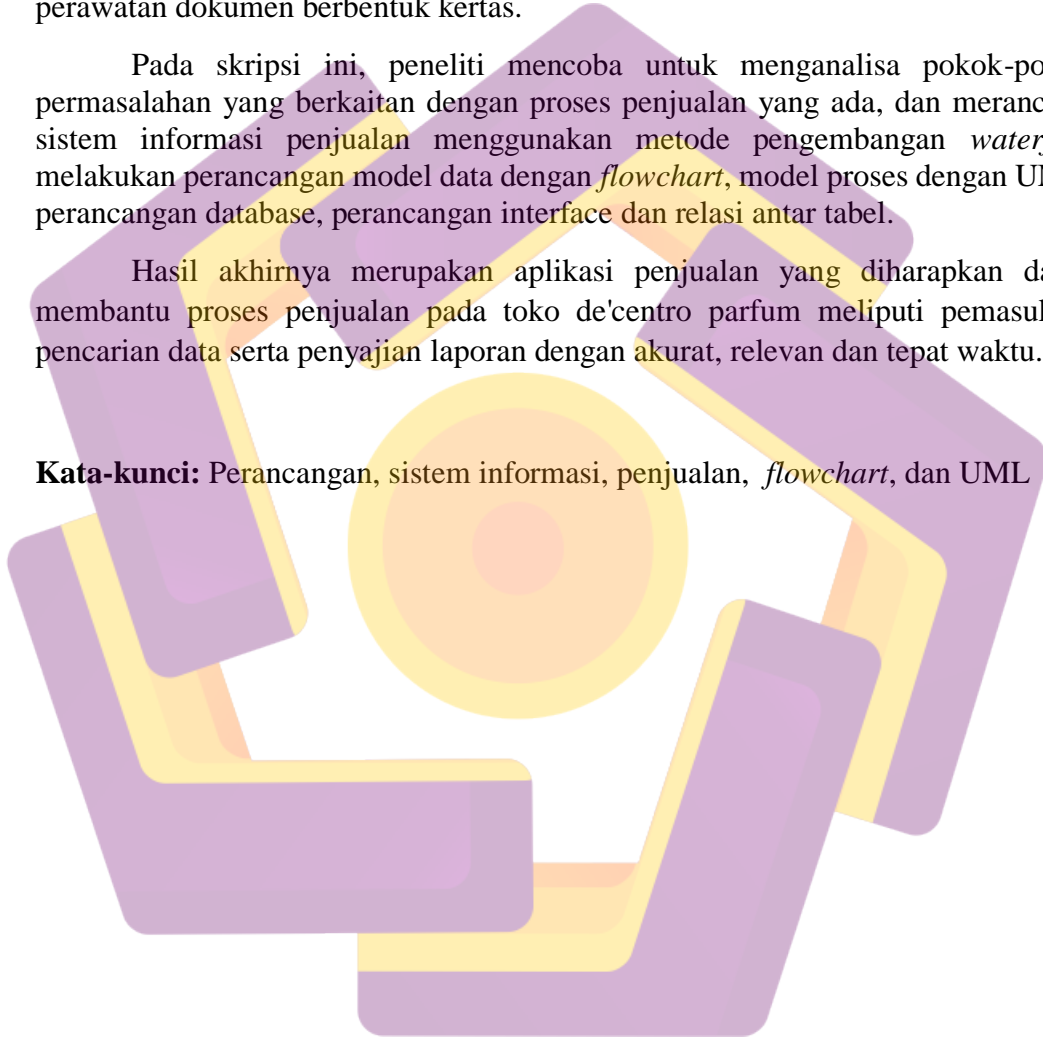 perawatan dokumen berbentuk kertas.
Pada skripsi ini, peneliti mencoba untuk menganalisa pokok-po
permasalahan yang berkaitan dengan proses penjualan yang ada, dan meranc
sistem informasi penjualan menggunakan metode pengembangan water
melakukan perancangan model data dengan flowchart, model proses dengan
perancangan database, perancangan interface dan relasi antar tabel.
Hasil akhirnya merupakan aplikasi penjualan yang diharapkan da
membantu proses penjualan pada toko de'centro parfum meliputi pemasu
pencarian data serta penyajian laporan dengan akurat, relevan dan tepat waktu.
Kata-kunci: Perancangan, sistem informasi, penjualan, flowchart, dan UML